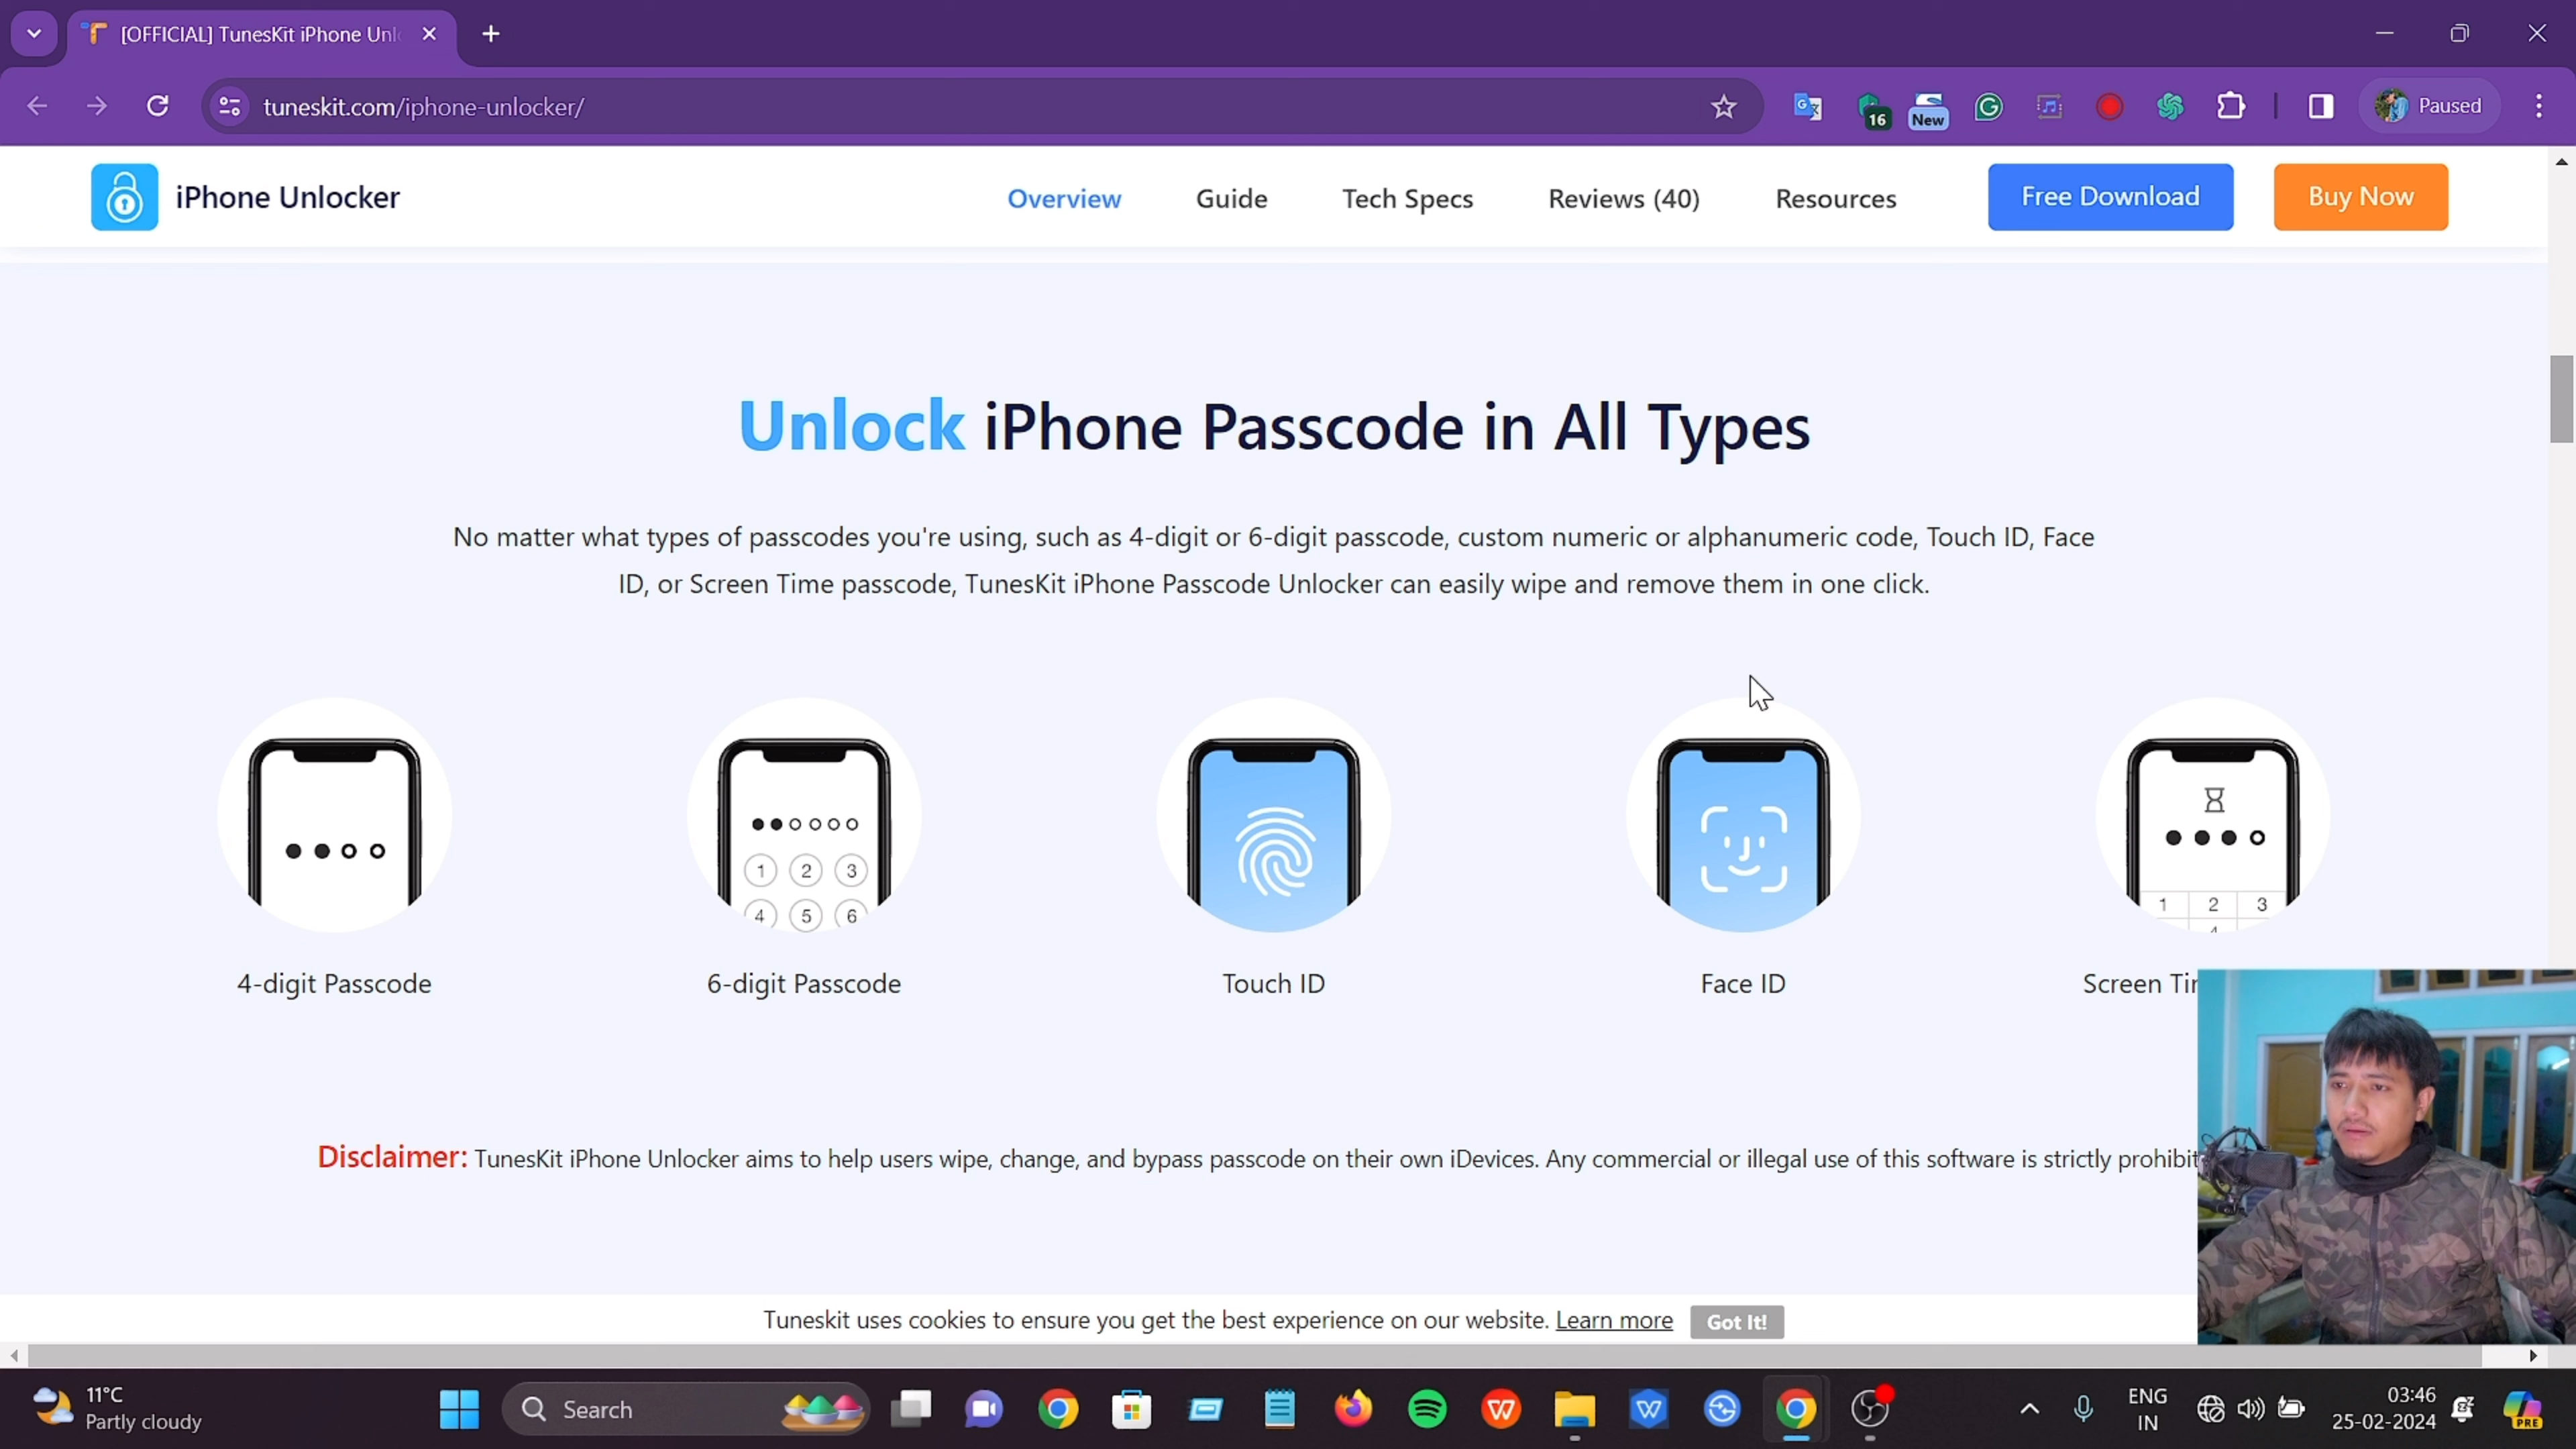 [OFFICIAL] TunesKit iPhone Unl
tuneskit.com/iphone-unlocker/
16
New
Paused
iPhone Unlocker
Overview
Guide
Tech Specs
Reviews (40)
Resources
Free Download
Buy Now
Unlock iPhone Passcode in All Types
No matter what types of passcodes you're using, such as 4-digit or 6-digit passcode, custom numeric or alphanumeric code, Touch ID, Face
ID, or Screen Time passcode, TunesKit iPhone Passcode Unlocker can easily wipe and remove them in one click.
1 2 3
4 5 6
1 2 3
4
4-digit Passcode
6-digit Passcode
Touch ID
Face ID
Screen Ti
Disclaimer: TunesKit iPhone Unlocker aims to help users wipe, change, and bypass passcode on their own iDevices. Any commercial or illegal use of this software is strictly prohibit
Tuneskit uses cookies to ensure you get the best experience on our website. Learn more
Got It!
11°C
Partly cloudy
Search
ENG
IN
03:46
25-02-2024
PRE